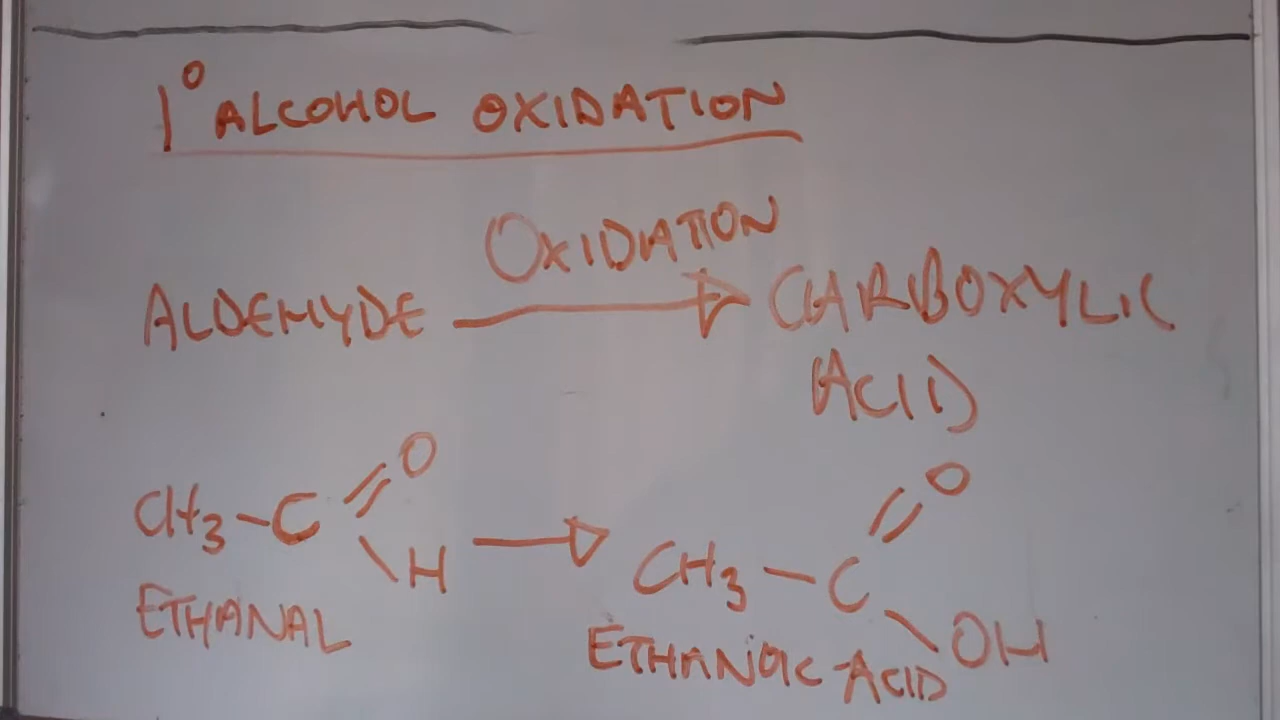 1° ALCOHOL OXIDATION
OXIDATION
ALDEHYDE → CARBOXYLIC
ACID
CH₃–C(=O)–H → CH₃–C(=O)–OH
ETHANAL
ETHANOIC ACID